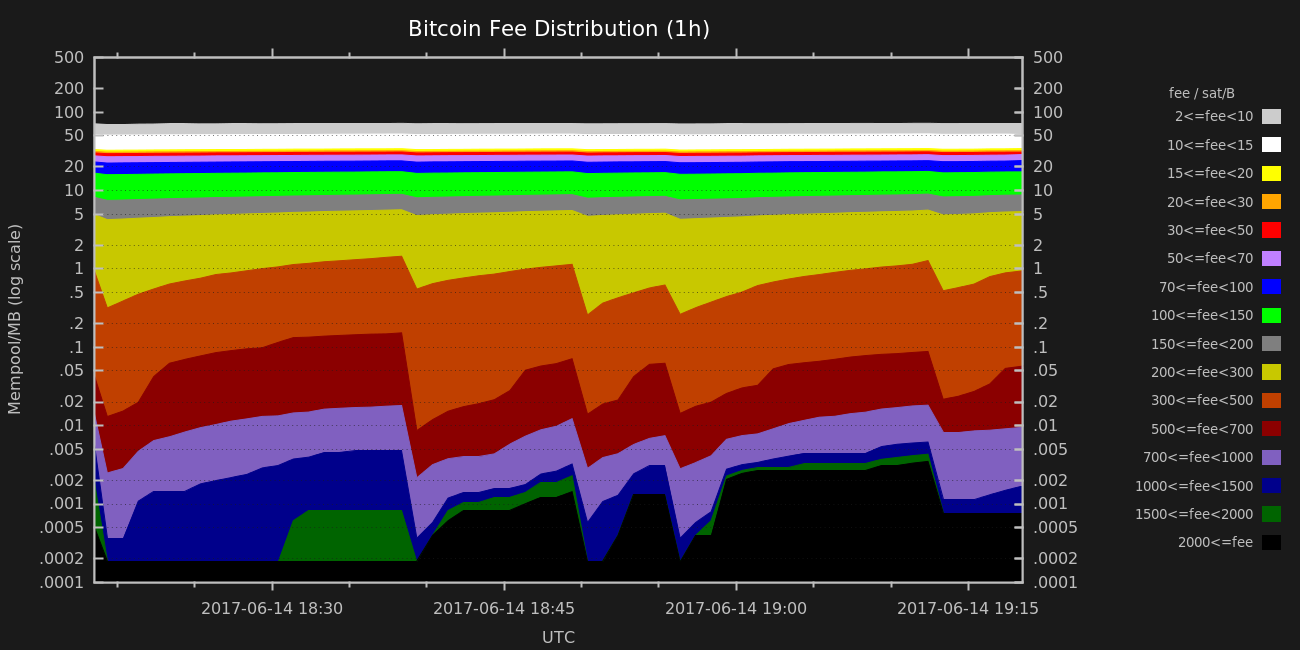 Bitcoin Fee Distribution (1h)
500
200
100
50
20
10
5
2
1
.5
.2
.1
.05
.02
.01
.005
.002
.001
.0005
.0002
.0001
Mempool/MB (log scale)
500
200
100
50
20
10
5
2
1
.5
.2
.1
.05
.02
.01
.005
.002
.001
.0005
.0002
.0001
2017-06-14 18:30
2017-06-14 18:45
2017-06-14 19:00
2017-06-14 19:15
UTC
fee / sat/B
2<=fee<10
10<=fee<15
15<=fee<20
20<=fee<30
30<=fee<50
50<=fee<70
70<=fee<100
100<=fee<150
150<=fee<200
200<=fee<300
300<=fee<500
500<=fee<700
700<=fee<1000
1000<=fee<1500
1500<=fee<2000
2000<=fee